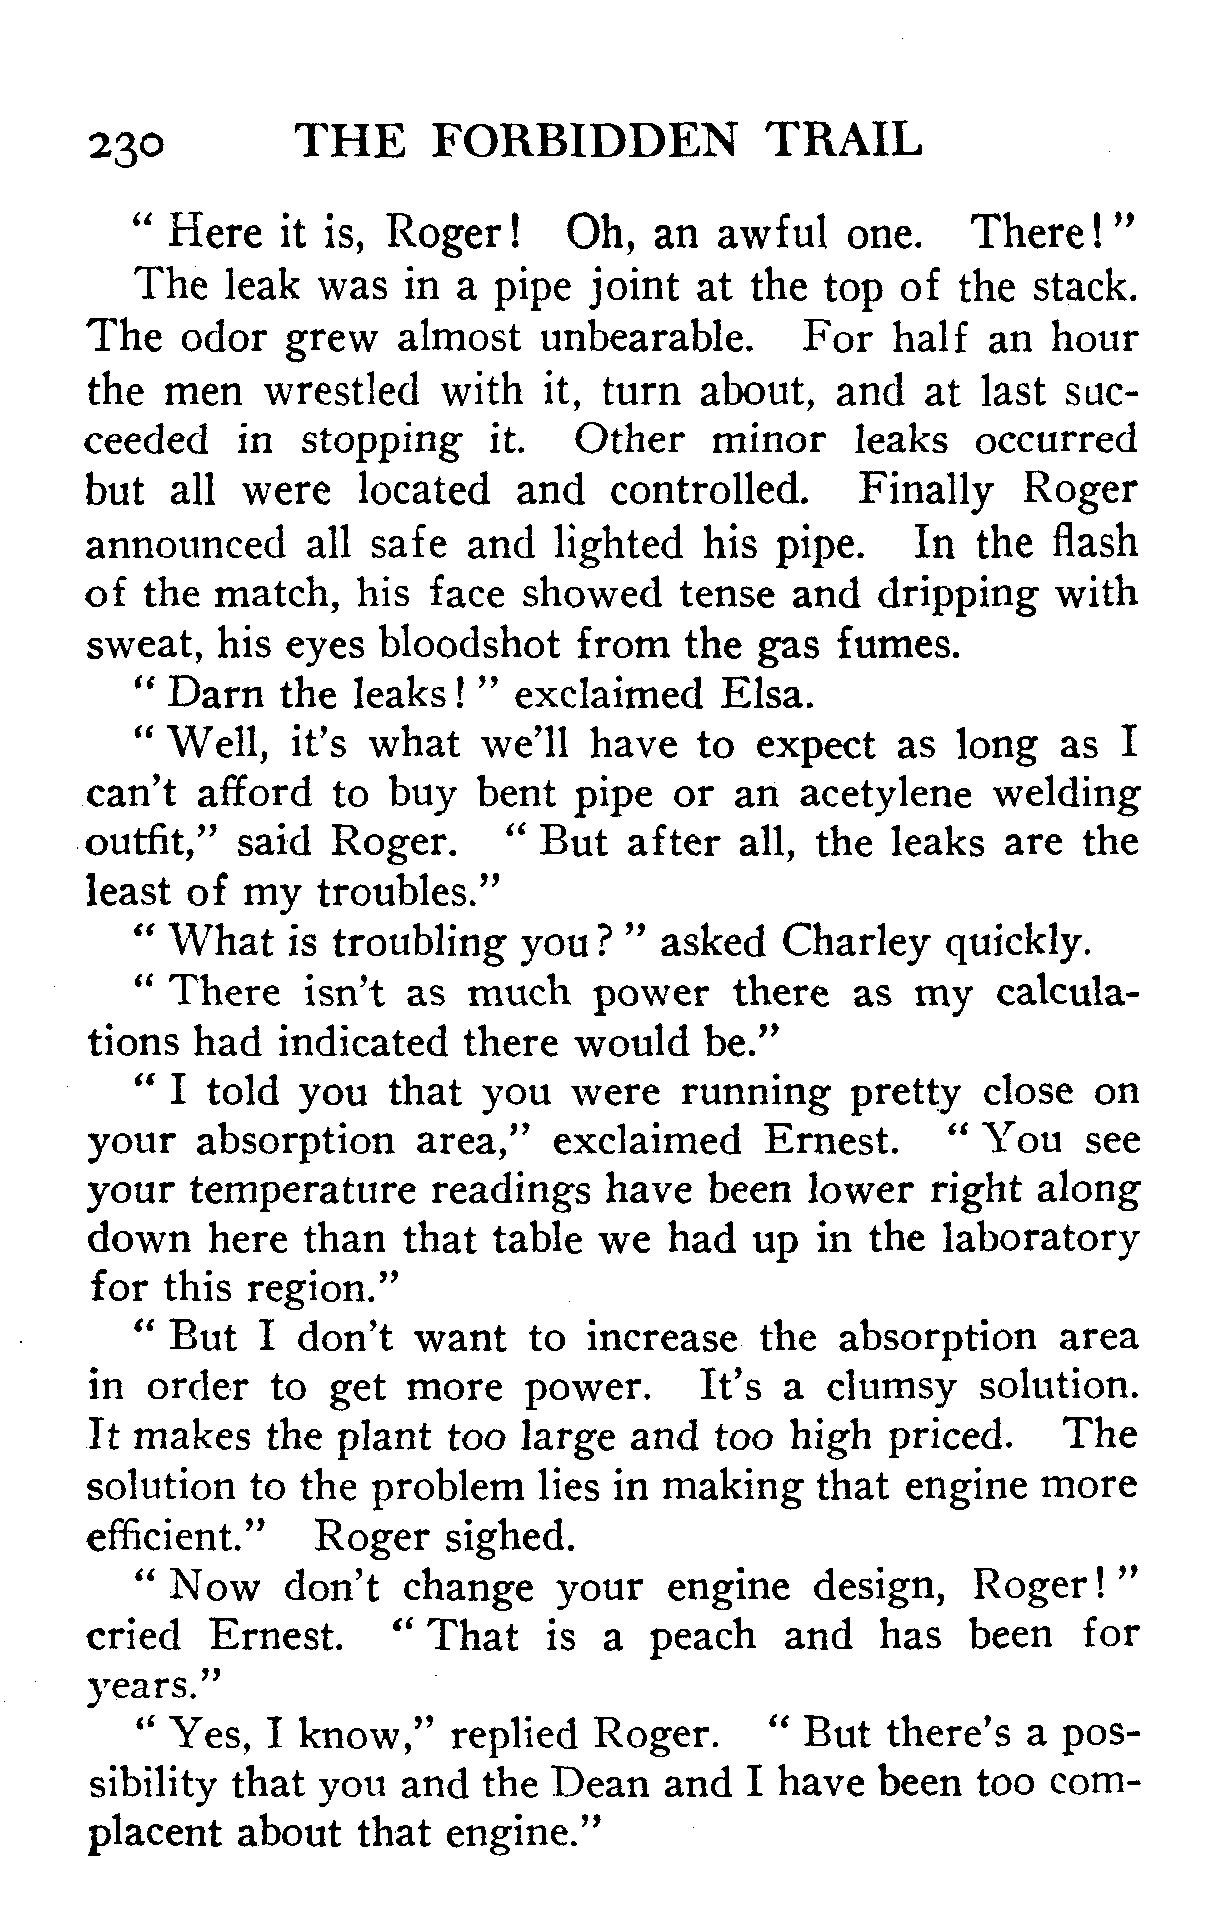 230 THE FORBIDDEN TRAIL
“ Here it is, Roger! Oh, an awful one. There! ”
The leak was in a pipe joint at the top of the stack.
The odor grew almost unbearable. For half an hour
the men wrestled with it, turn about, and at last suc-
ceeded in stopping it. Other minor leaks occurred
but all were located and controlled. Finally Roger
announced all safe and lighted his pipe. In the flash
of the match, his face showed tense and dripping with
sweat, his eyes bloodshot from the gas fumes.
“ Darn the leaks! ” exclaimed Elsa.
“ Well, it’s what we’ll have to expect as long as I
can’t afford to buy bent pipe or an acetylene welding
outfit,” said Roger. “ But after all, the leaks are the
least of my troubles.”
“ What is troubling you? ” asked Charley quickly.
“ There isn’t as much power there as my calcula-
tions had indicated there would be.”
“ I told you that you were running pretty close on
your absorption area,” exclaimed Ernest. “ You see
your temperature readings have been lower right along
down here than that table we had up in the laboratory
for this region.”
“ But I don’t want to increase the absorption area
in order to get more power. It’s a clumsy solution.
It makes the plant too large and too high priced. The
solution to the problem lies in making that engine more
efficient.” Roger sighed.
“ Now don’t change your engine design, Roger! ”
cried Ernest. “ That is a peach and has been for
years.”
“ Yes, I know,” replied Roger. “ But there’s a pos-
sibility that you and the Dean and I have been too com-
placent about that engine.”